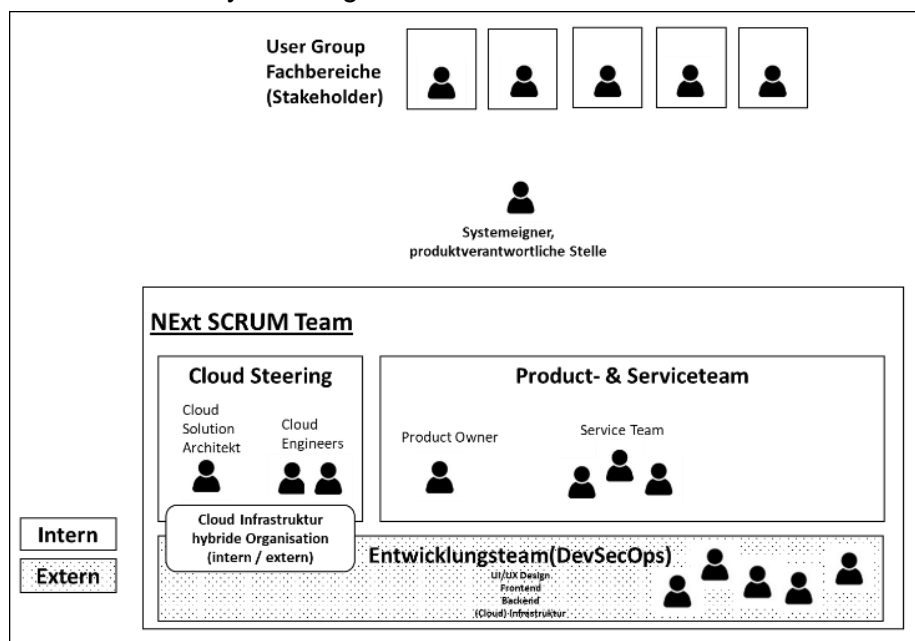 User Group
Fachbereiche
(Stakeholder)
Systemeigner,
produktverantwortliche Stelle
NExt SCRUM Team
Cloud Steering
Cloud
Solution
Architekt
Cloud
Engineers
Product- & Serviceteam
Product Owner
Service Team
Cloud Infrastruktur
hybride Organisation
(intern / extern)
Intern
Extern
Entwicklungsteam(DevSecOps)
UI/UX Design
Frontend
Backend
(Cloud)-Infrastruktur